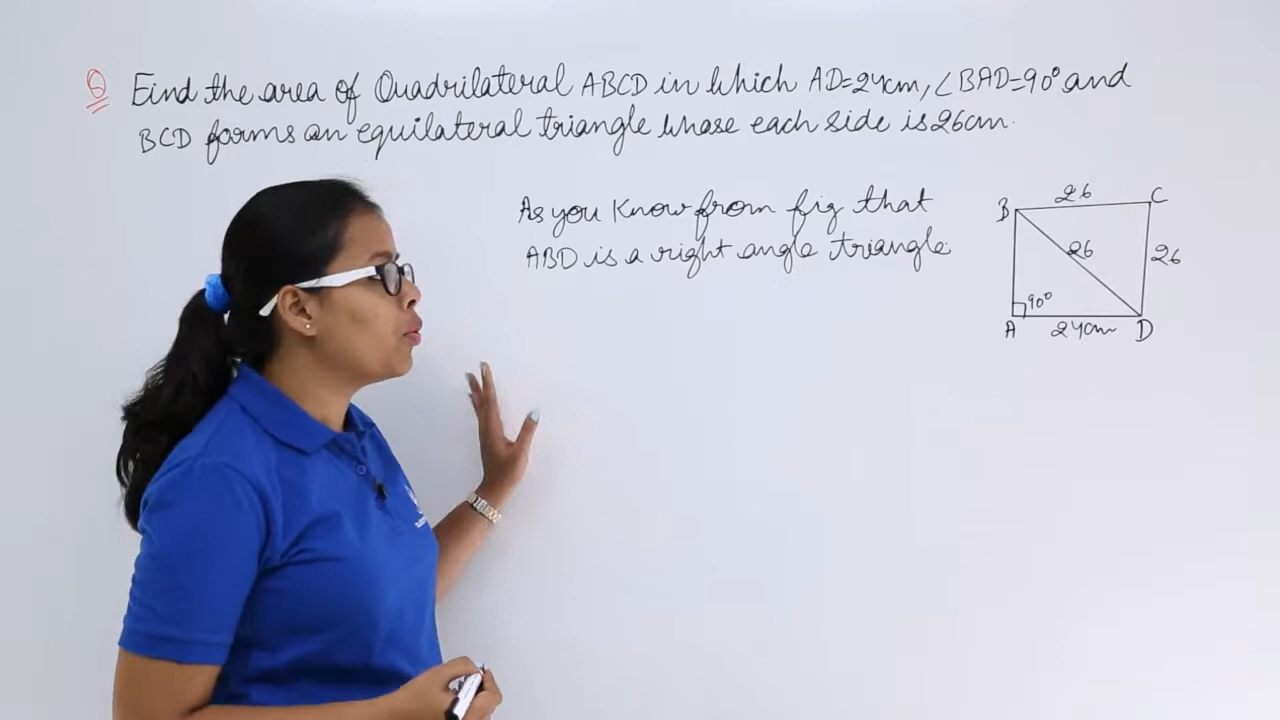 Q Find the area of Quadrilateral ABCD in which AD=24cm, ∠BAD=90° and
BCD forms an equilateral triangle whose each side is 26cm.
As you know from fig that
ABD is a right angle triangle.
26
B C
26 26
90°
A 24cm D